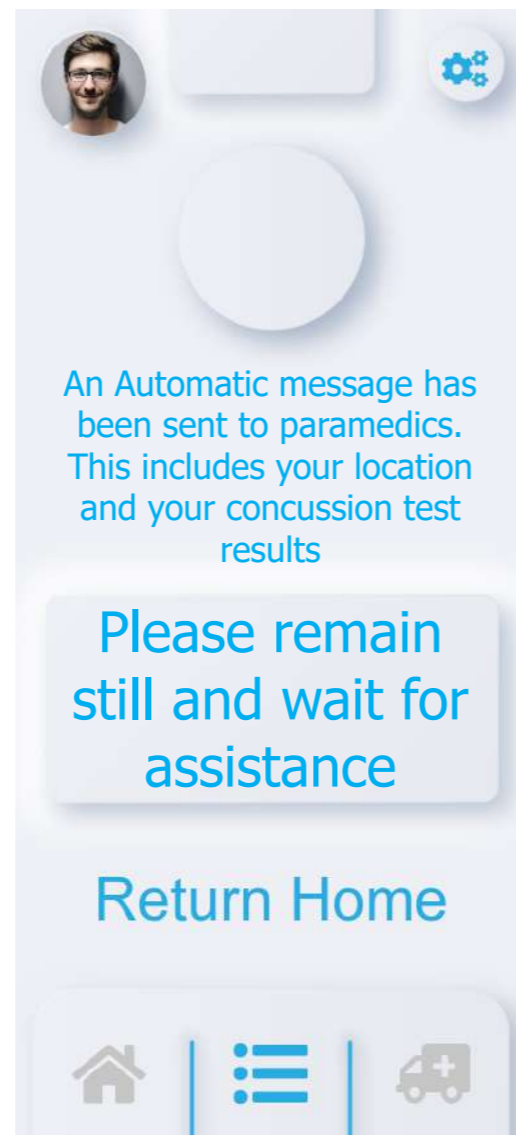 An Automatic message has
been sent to paramedics.
This includes your location
and your concussion test
results
Please remain
still and wait for
assistance
Return Home